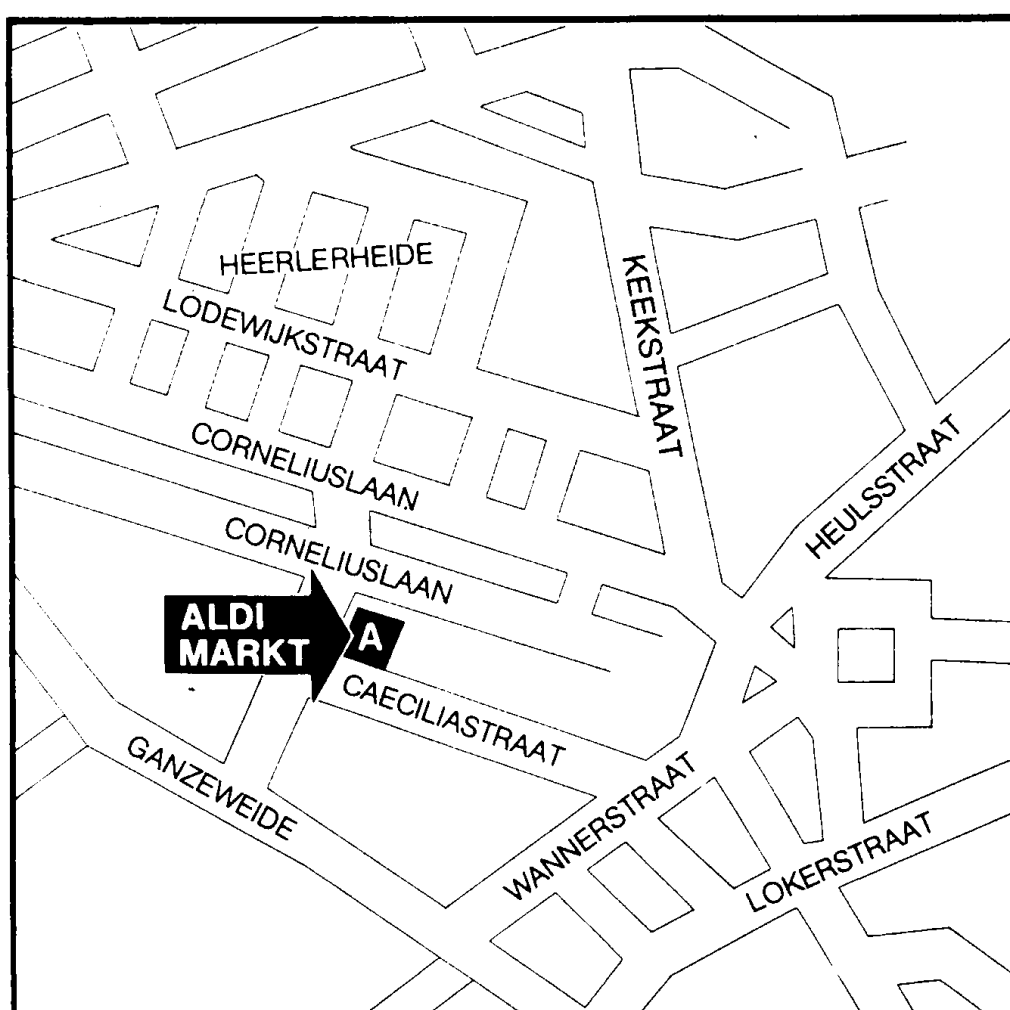 HEERLERHEIDE
LODEWIJKSTRAAT
KEEKSTRAAT
CORNELIUSLAAN
HEULSSTRAAT
CORNELIUSLAAN
ALDI
MARKT
A
CAECILIASTRAAT
GANZEWEIDE
WANNERSTRAAT
LOKERSTRAAT